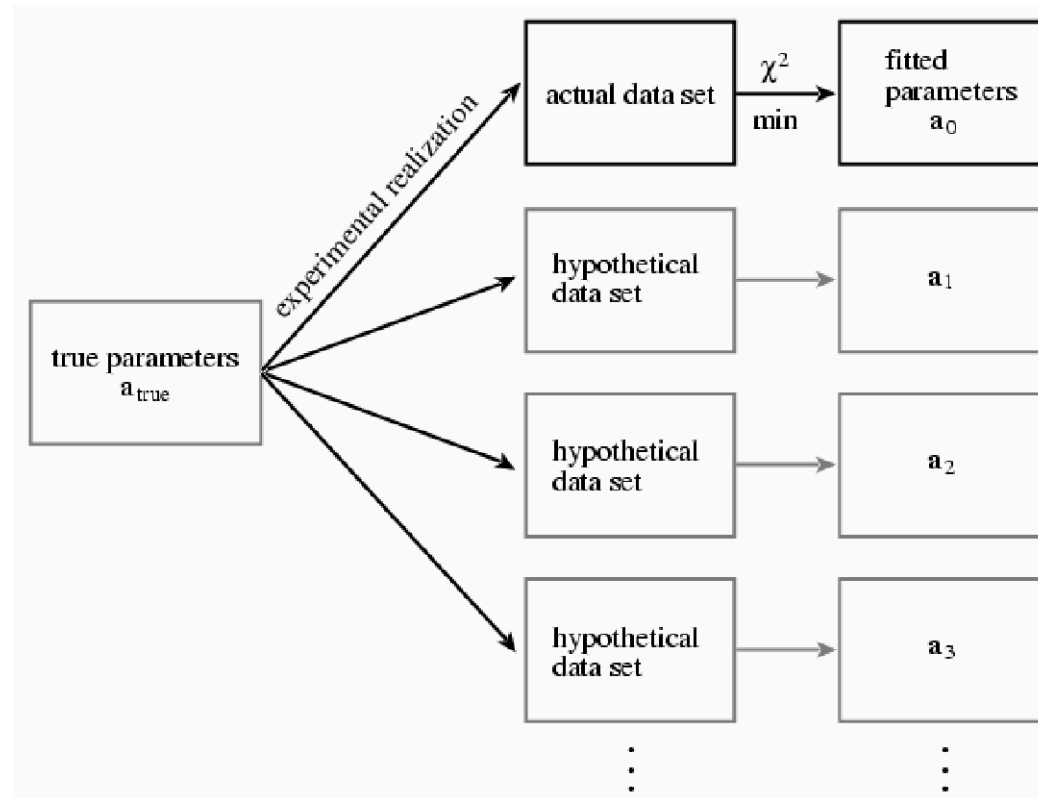 actual data set
χ²
min
fitted
parameters
a₀
experimental realization
hypothetical
data set
a₁
true parameters
a_true
hypothetical
data set
a₂
hypothetical
data set
a₃